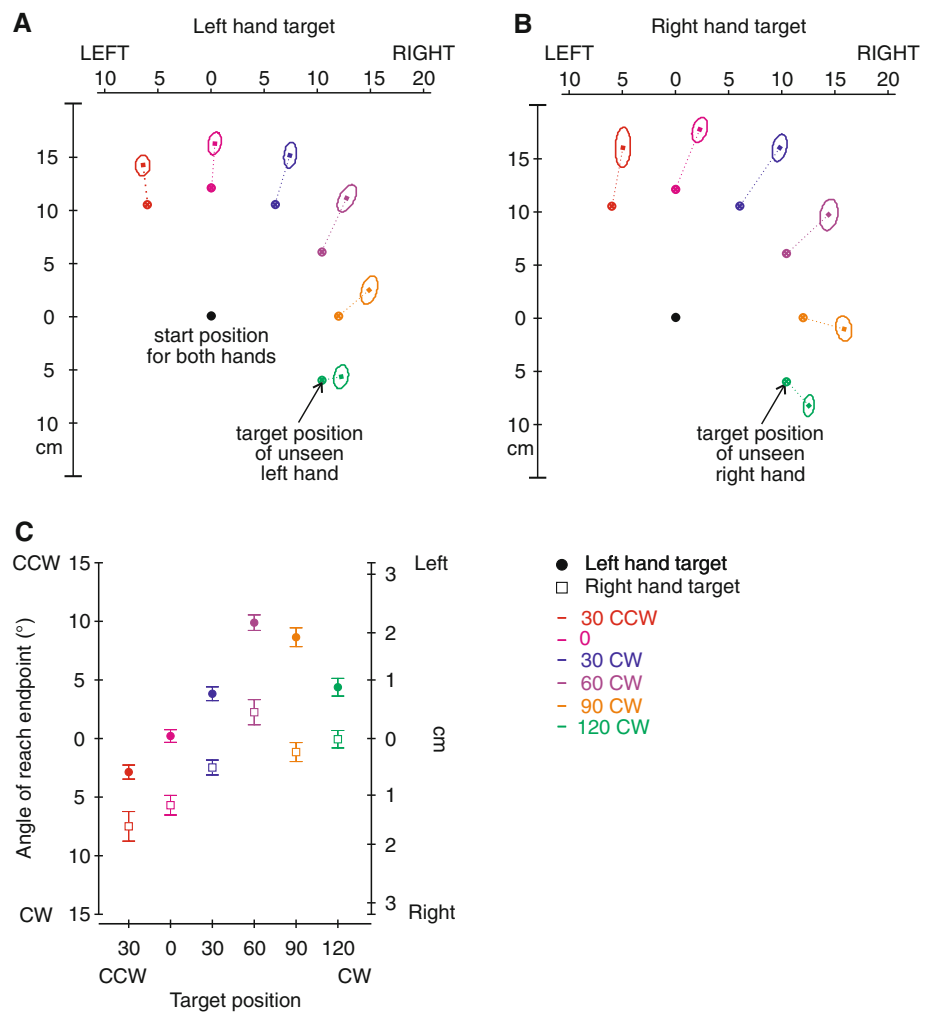 A
Left hand target
LEFT
RIGHT
10 5 0 5 10 15 20
15
10
5
0
5
10
cm
start position
for both hands
target position
of unseen
left hand
B
Right hand target
LEFT
RIGHT
10 5 0 5 10 15 20
15
10
5
0
5
10
cm
target position
of unseen
right hand
C
CCW 15
10
5
0
5
10
CW 15
Angle of reach endpoint (°)
Left
3
2
1
0
1
2
3
Right
cm
30 0 30 60 90 120
CCW CW
Target position
Left hand target
Right hand target
30 CCW
0
30 CW
60 CW
90 CW
120 CW